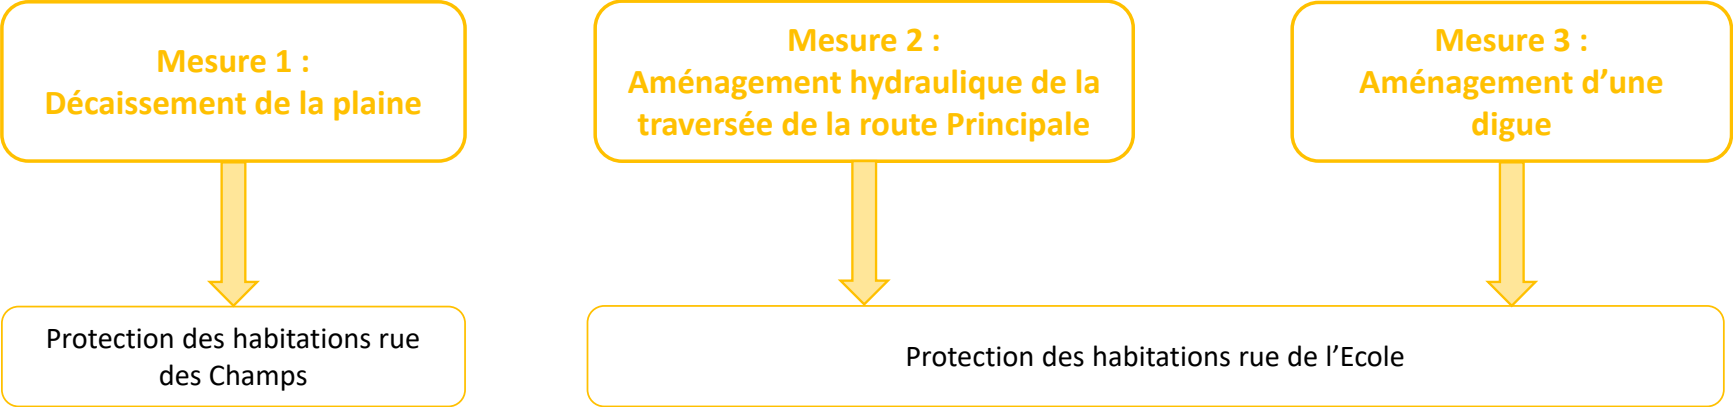 Mesure 1 :
Décaissement de la plaine
Mesure 2 :
Aménagement hydraulique de la
traversée de la route Principale
Mesure 3 :
Aménagement d’une
digue
Protection des habitations rue
des Champs
Protection des habitations rue de l’Ecole